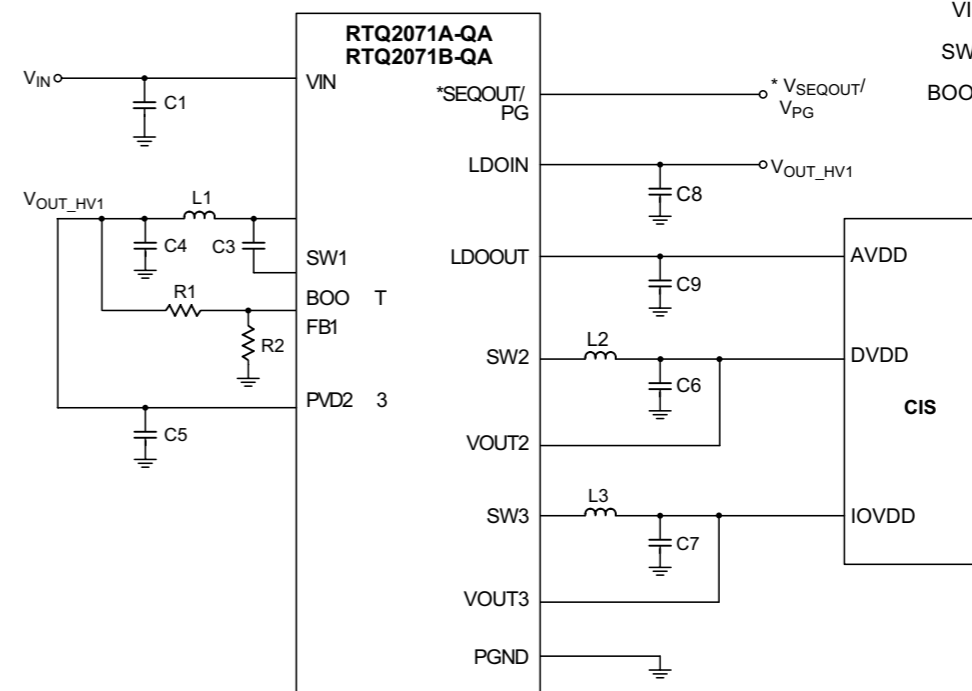 RTQ2071A-QA
RTQ2071B-QA
VIN
C1
VIN
*SEQOUT/
PG
* VSEQOUT/
VPG
VI
SW
BOO
LDOIN
VOUT_HV1
C8
VOUT_HV1
L1
C4
C3
SW1
LDOOUT
C9
AVDD
R1
BOO T
FB1
R2
SW2
L2
C6
DVDD
PVD2 3
C5
VOUT2
CIS
SW3
L3
C7
IOVDD
VOUT3
PGND